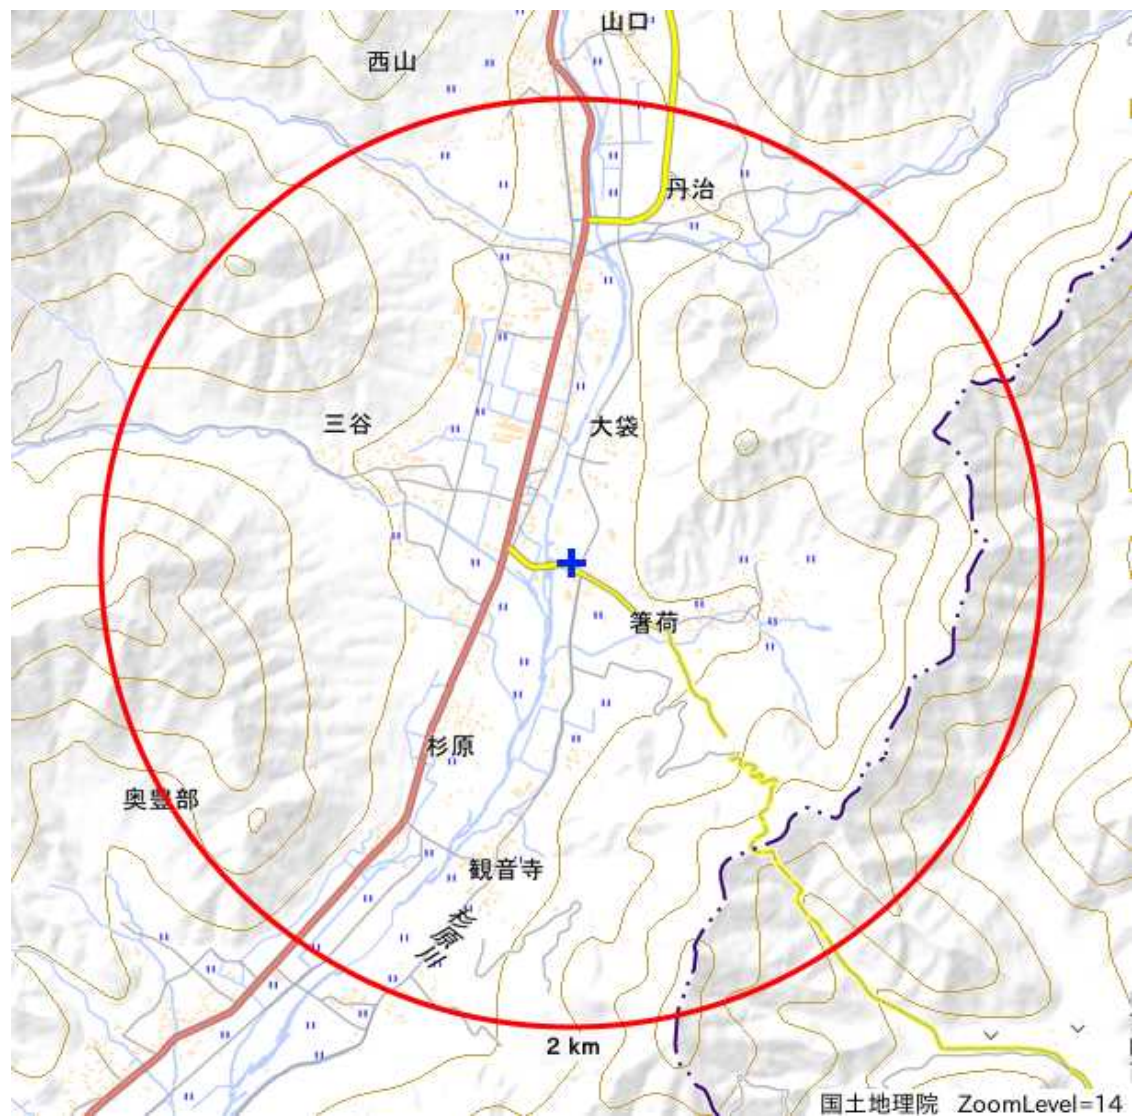 山口
西山
丹治
三谷
大袋
箸荷
杉原
奥豊部
観音寺
杉原川
2 km
国土地理院 ZoomLevel=14